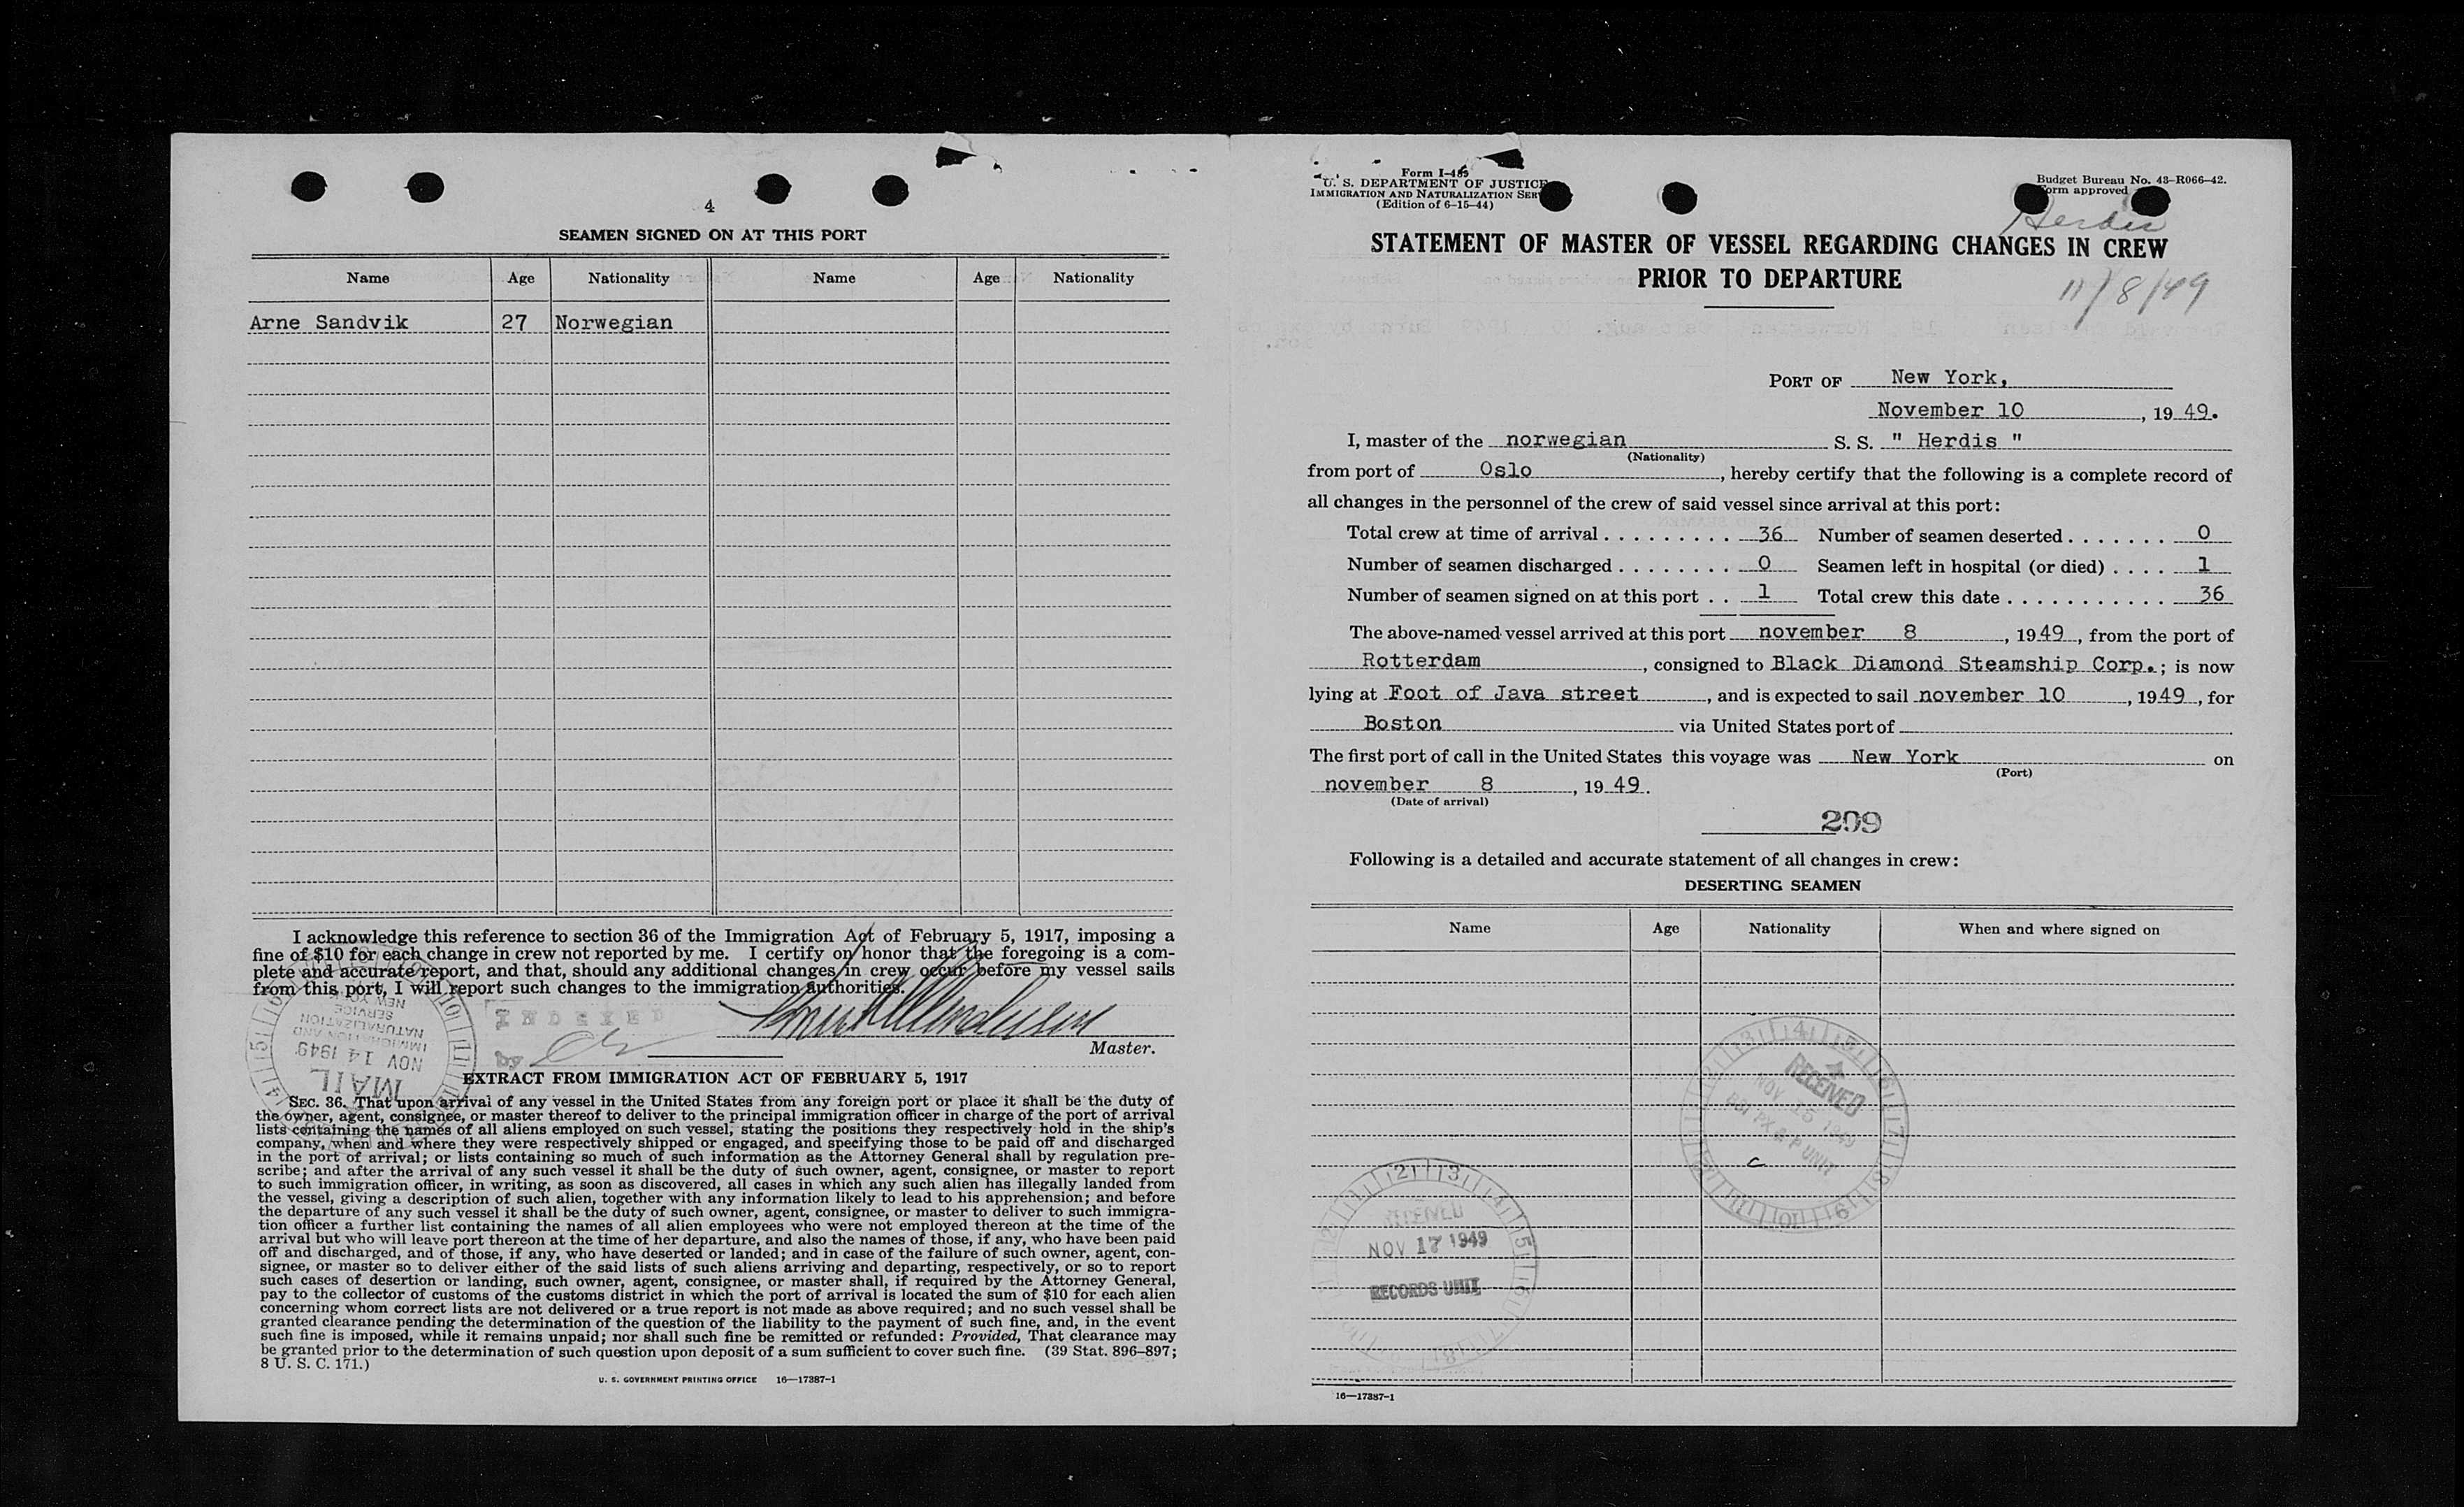 4
SEAMEN SIGNED ON AT THIS PORT
Name Age Nationality Name Age Nationality
Arne Sandvik 27 Norwegian
I acknowledge this reference to section 36 of the Immigration Act of February 5, 1917, imposing a
fine of $10 for each change in crew not reported by me. I certify on honor that the foregoing is a com-
plete and accurate report, and that, should any additional changes in crew occur before my vessel sails
from this port, I will report such changes to the immigration authorities.
INDEXED
by
Master.
NEW YORK
SERVICE
NATURALIZATION
IMMIGRATION AND
NOV 14 1949
MAIL
EXTRACT FROM IMMIGRATION ACT OF FEBRUARY 5, 1917
SEC. 36. That upon arrival of any vessel in the United States from any foreign port or place it shall be the duty of
the owner, agent, consignee, or master thereof to deliver to the principal immigration officer in charge of the port of arrival
lists containing the names of all aliens employed on such vessel, stating the positions they respectively hold in the ship's
company, when and where they were respectively shipped or engaged, and specifying those to be paid off and discharged
in the port of arrival; or lists containing so much of such information as the Attorney General shall by regulation pre-
scribe; and after the arrival of any such vessel it shall be the duty of such owner, agent, consignee, or master to report
to such immigration officer, in writing, as soon as discovered, all cases in which any such alien has illegally landed from
the vessel, giving a description of such alien, together with any information likely to lead to his apprehension; and before
the departure of any such vessel it shall be the duty of such owner, agent, consignee, or master to deliver to such immigra-
tion officer a further list containing the names of all alien employees who were not employed thereon at the time of the
arrival but who will leave port thereon at the time of her departure, and also the names of those, if any, who have been paid
off and discharged, and of those, if any, who have deserted or landed; and in case of the failure of such owner, agent, con-
signee, or master so to deliver either of the said lists of such aliens arriving and departing, respectively, or so to report
such cases of desertion or landing, such owner, agent, consignee, or master shall, if required by the Attorney General,
pay to the collector of customs of the customs district in which the port of arrival is located the sum of $10 for each alien
concerning whom correct lists are not delivered or a true report is not made as above required; and no such vessel shall be
granted clearance pending the determination of the question of the liability to the payment of such fine, and, in the event
such fine is imposed, while it remains unpaid; nor shall such fine be remitted or refunded: Provided, That clearance may
be granted prior to the determination of such question upon deposit of a sum sufficient to cover such fine. (39 Stat. 896-897;
8 U. S. C. 171.)
U. S. GOVERNMENT PRINTING OFFICE 16—17387-1
Form I-489
U. S. DEPARTMENT OF JUSTICE
IMMIGRATION AND NATURALIZATION SER
(Edition of 6-15-44)
Budget Bureau No. 43-R066-42.
orm approved
Herdis
STATEMENT OF MASTER OF VESSEL REGARDING CHANGES IN CREW
PRIOR TO DEPARTURE
11/8/49
PORT OF New York,
November 10, 19 49.
I, master of the norwegian S. S. " Herdis "
(Nationality)
from port of Oslo, hereby certify that the following is a complete record of
all changes in the personnel of the crew of said vessel since arrival at this port:
Total crew at time of arrival . . . . . . . . . 36 Number of seamen deserted . . . . . . . 0
Number of seamen discharged . . . . . . . . 0 Seamen left in hospital (or died) . . . . 1
Number of seamen signed on at this port . . 1 Total crew this date . . . . . . . . . . . 36
The above-named vessel arrived at this port november 8, 1949, from the port of
Rotterdam, consigned to Black Diamond Steamship Corp.; is now
lying at Foot of Java street, and is expected to sail november 10, 1949, for
Boston via United States port of
The first port of call in the United States this voyage was New York on
(Port)
november 8, 19 49.
(Date of arrival)
209
Following is a detailed and accurate statement of all changes in crew:
DESERTING SEAMEN
Name Age Nationality When and where signed on
RECEIVED
NOV 15 1949
P UNIT
RECEIVED
NOV 17 1949
RECORDS UNIT
16—17387-1